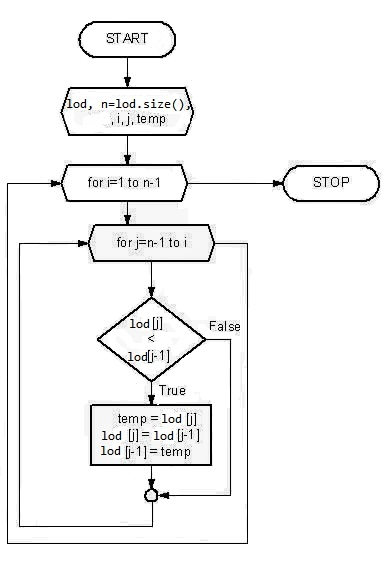 START
lod, n=lod.size(),
, i, j, temp
for i=1 to n-1
STOP
for j=n-1 to i
lod [j]
<
lod[j-1]
False
True
temp = lod [j]
lod [j] = lod [j-1]
lod [j-1] = temp